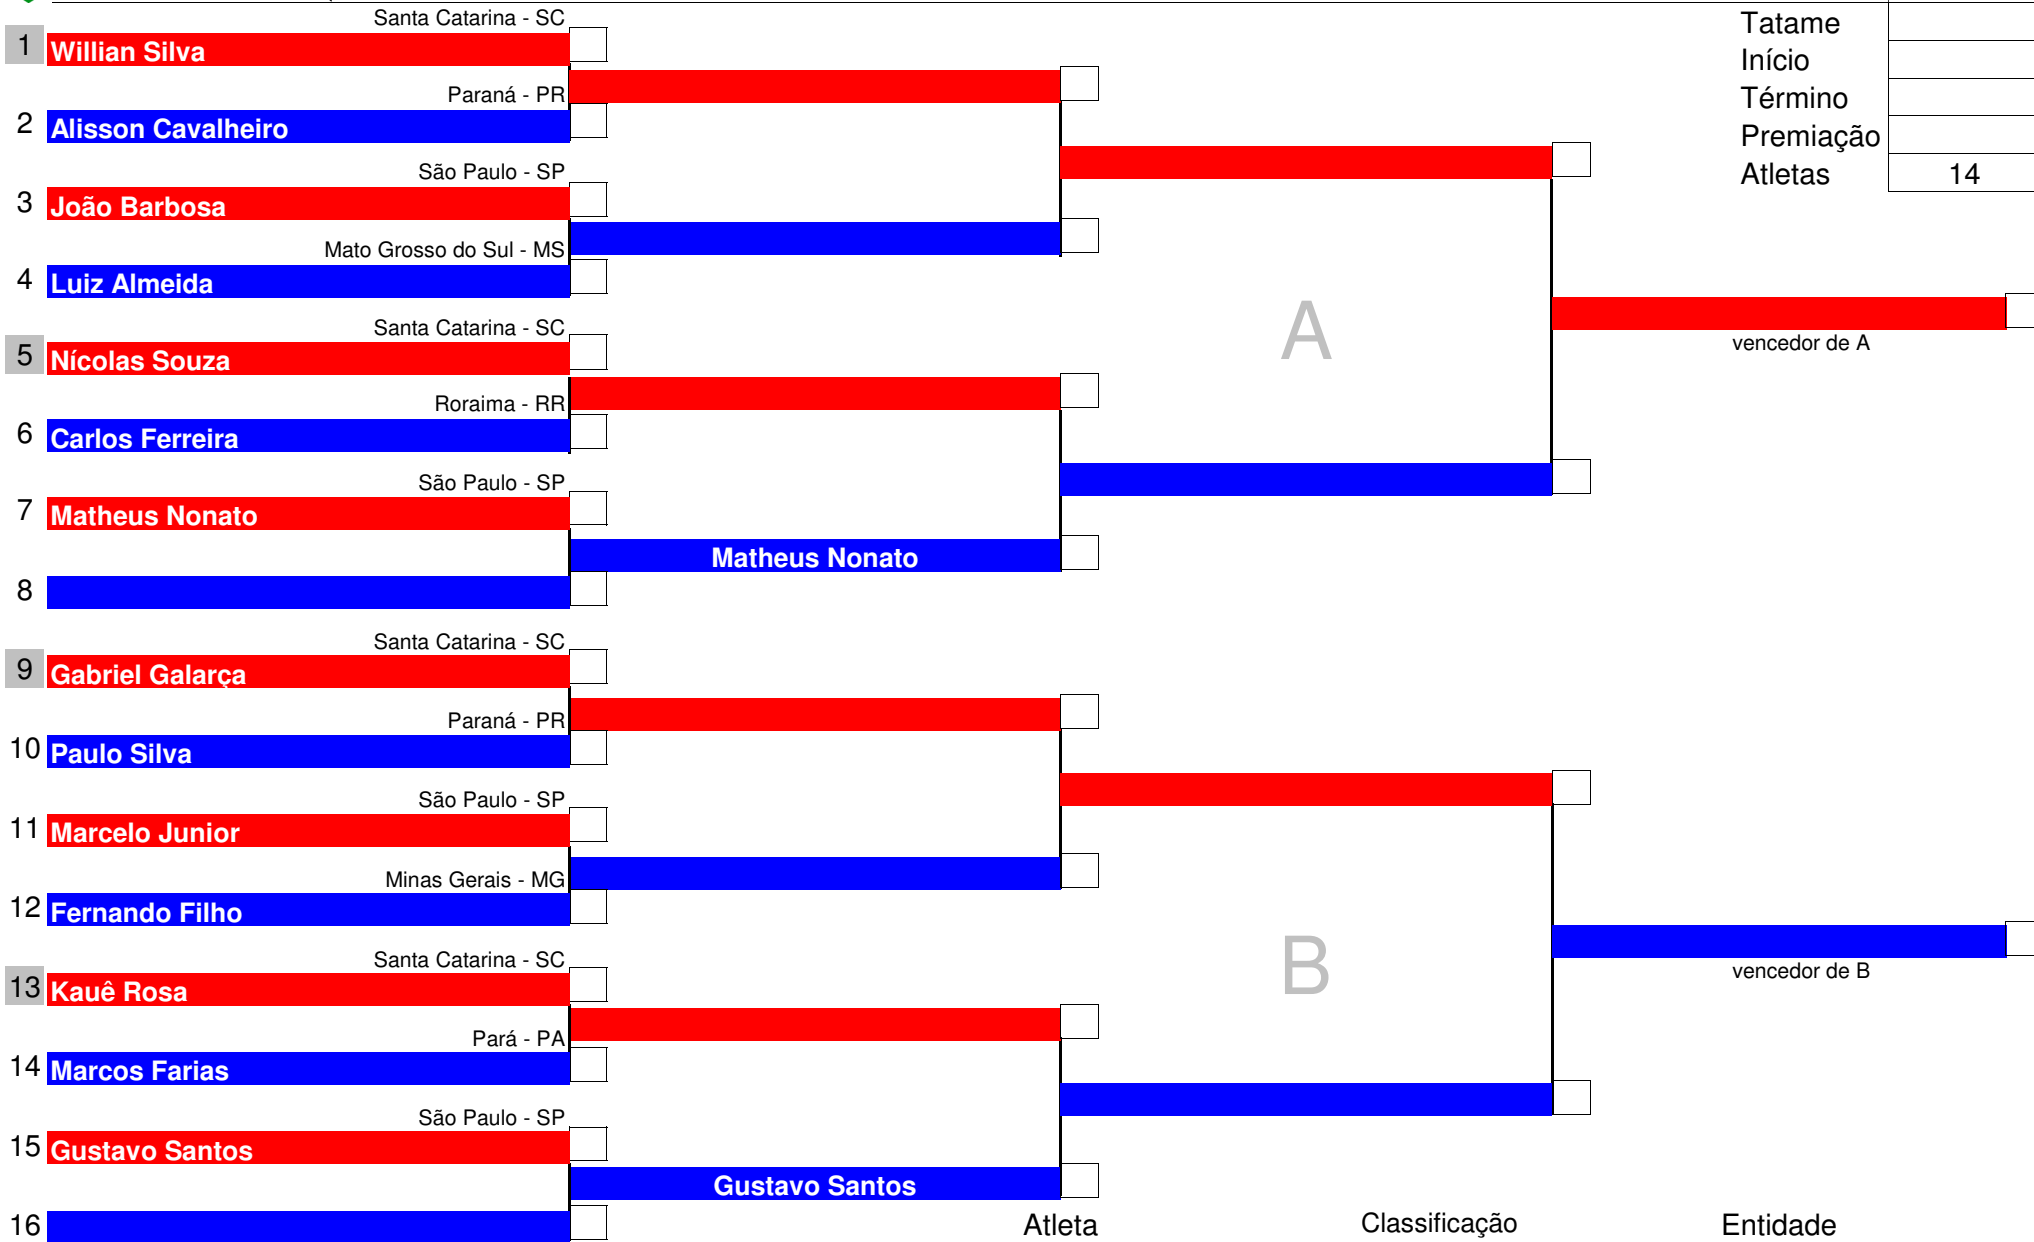 Santa Catarina - SC
1 Willian Silva
Paraná - PR
2 Alisson Cavalheiro
São Paulo - SP
3 João Barbosa
Mato Grosso do Sul - MS
4 Luiz Almeida
Santa Catarina - SC
5 Nícolas Souza
Roraima - RR
6 Carlos Ferreira
São Paulo - SP
7 Matheus Nonato
Matheus Nonato
8
Santa Catarina - SC
9 Gabriel Galarça
Paraná - PR
10 Paulo Silva
São Paulo - SP
11 Marcelo Junior
Minas Gerais - MG
12 Fernando Filho
Santa Catarina - SC
13 Kauê Rosa
Pará - PA
14 Marcos Farias
São Paulo - SP
15 Gustavo Santos
Gustavo Santos
16
A
B
Tatame
Início
Término
Premiação
Atletas 14
vencedor de A
vencedor de B
Atleta Classificação Entidade